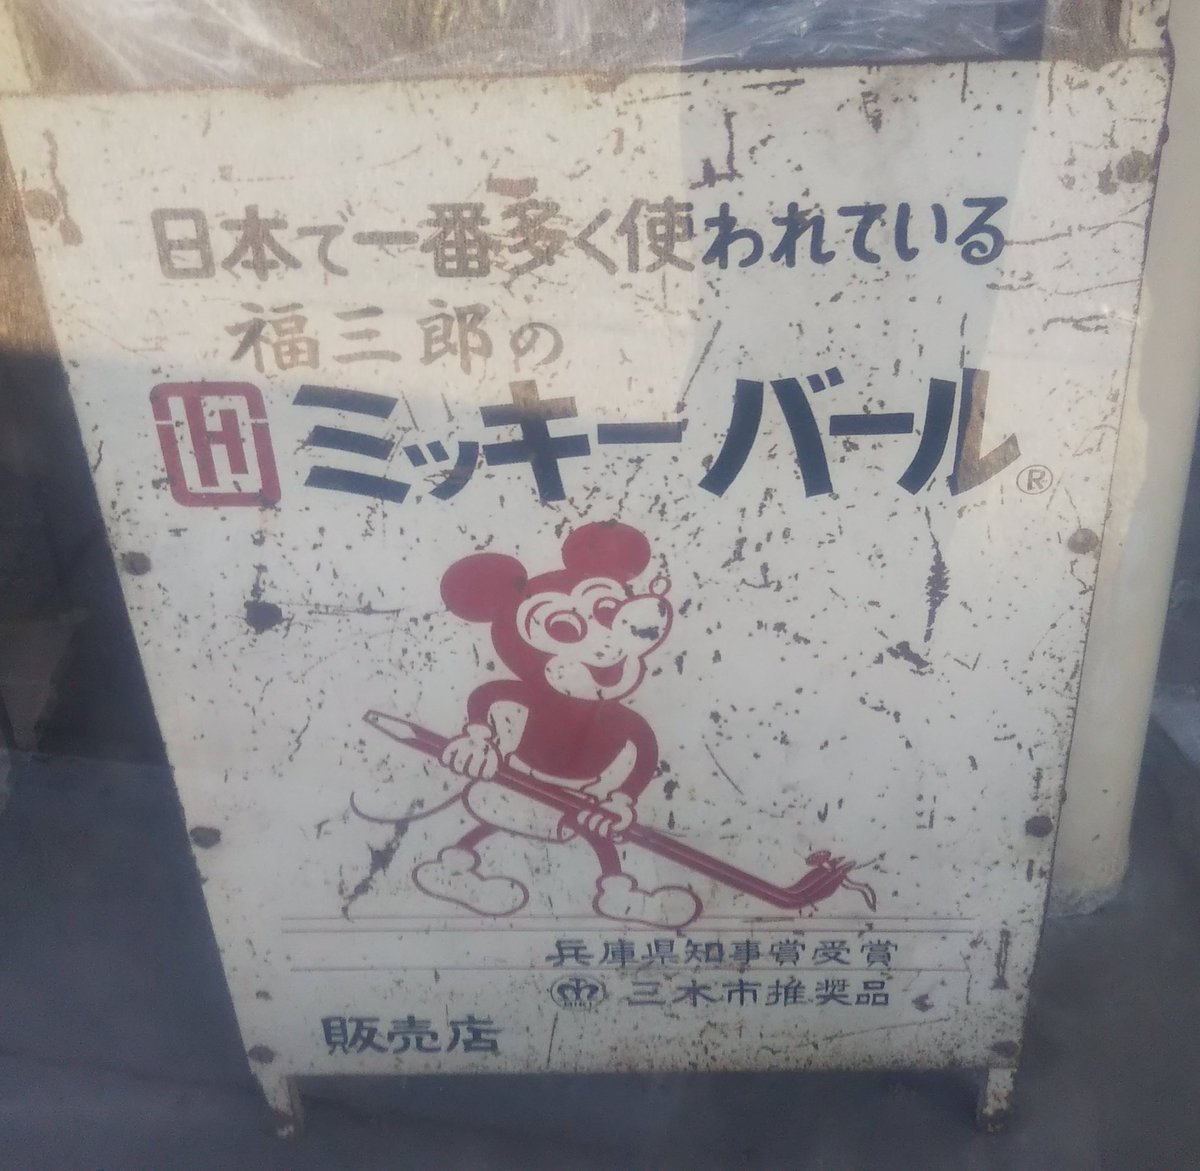 日本で一番多く使われている
福三郎の
H ミッキーバール®
兵庫県知事賞受賞
MIKI 三木市推奨品
販売店